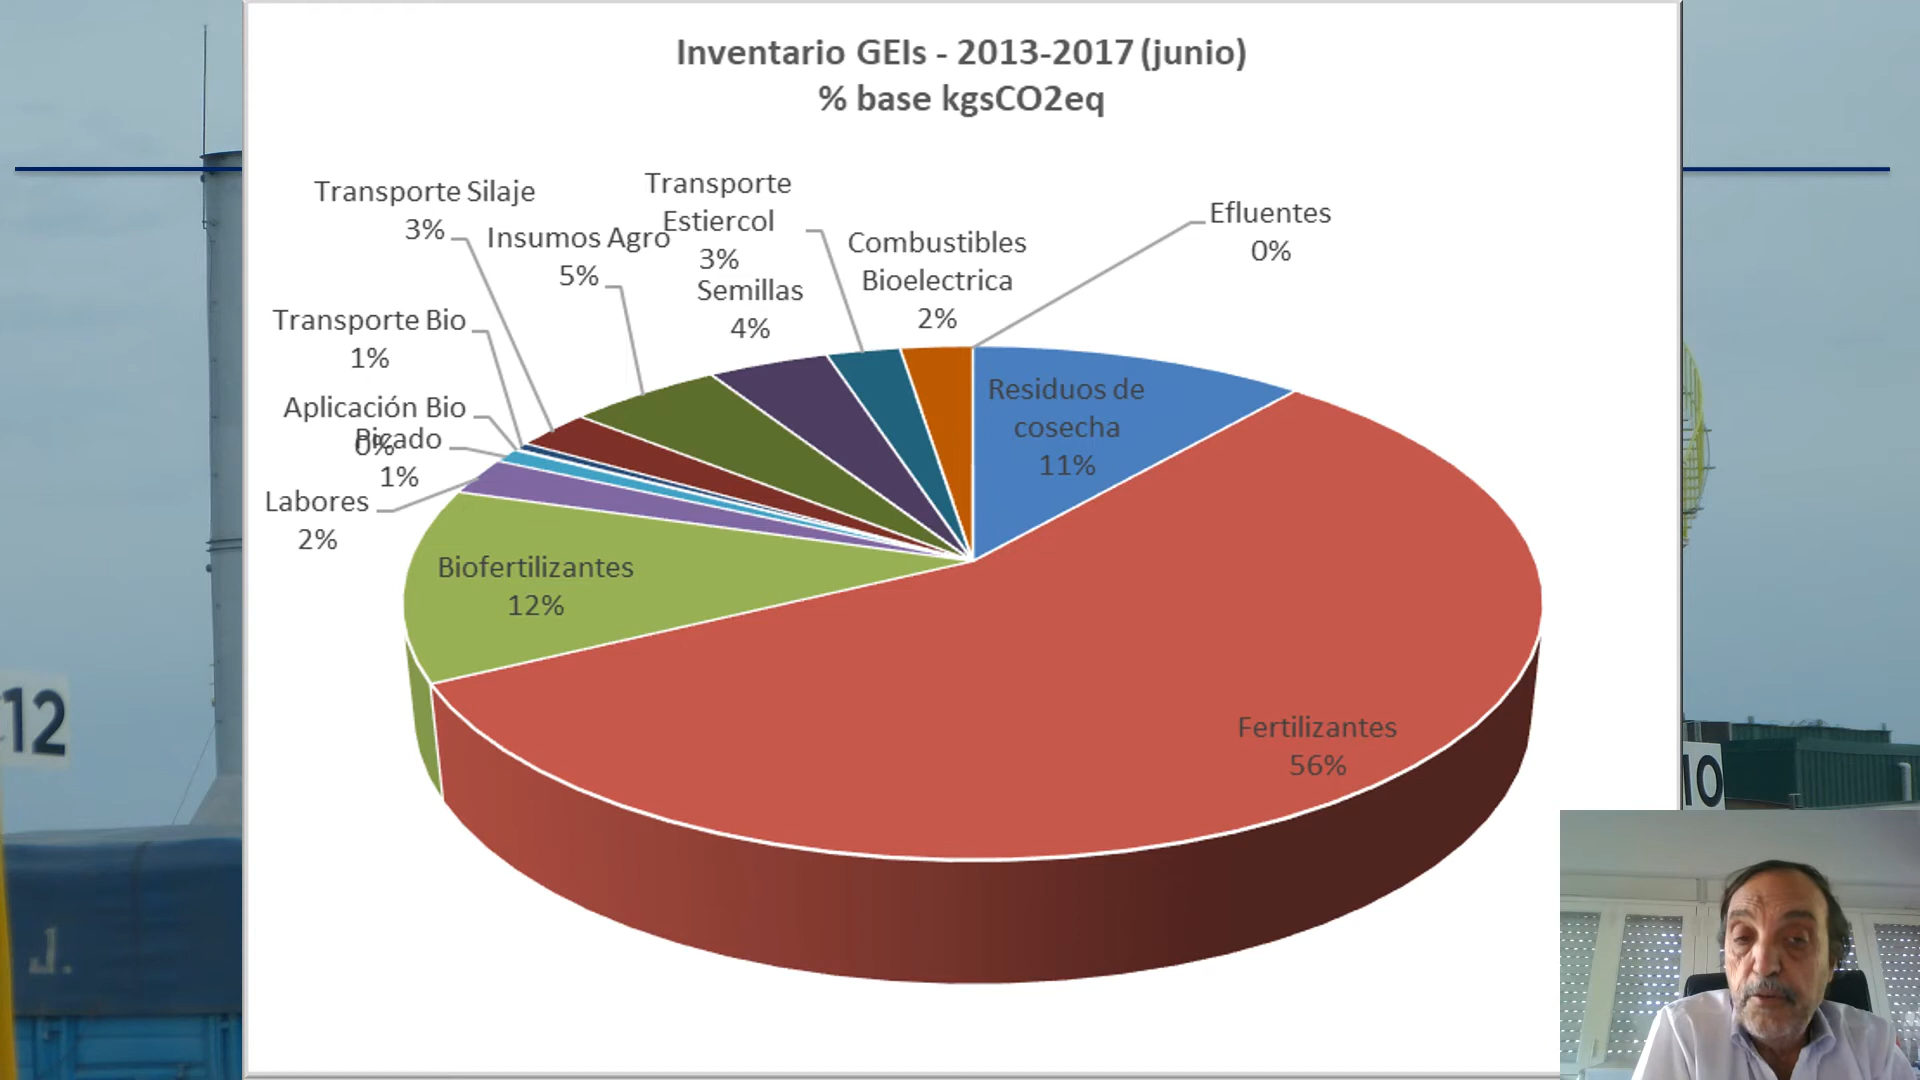 Inventario GEIs - 2013-2017 (junio)
% base kgsCO2eq
Transporte Silaje
3%
Insumos Agro
5%
Transporte
Estiercol
3%
Semillas
4%
Combustibles
Bioelectrica
2%
Efluentes
0%
Transporte Bio
1%
Aplicación Bio
0%
Picado
1%
Labores
2%
Residuos de
cosecha
11%
Biofertilizantes
12%
Fertilizantes
56%
12
10
J.